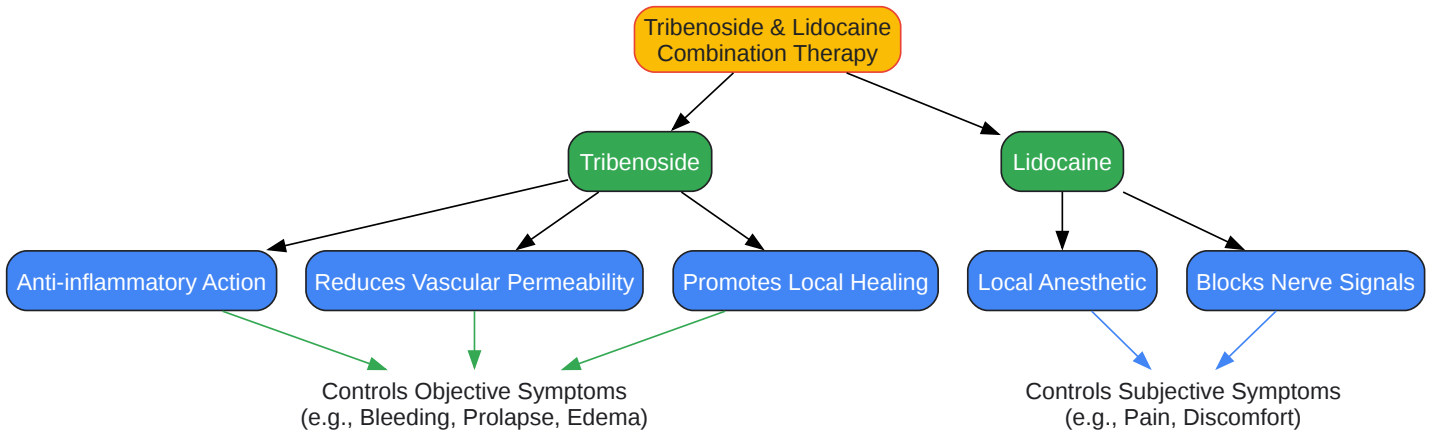 Tribenoside & Lidocaine
Combination Therapy
Tribenoside
Lidocaine
Anti-inflammatory Action
Reduces Vascular Permeability
Promotes Local Healing
Local Anesthetic
Blocks Nerve Signals
Controls Objective Symptoms
(e.g., Bleeding, Prolapse, Edema)
Controls Subjective Symptoms
(e.g., Pain, Discomfort)